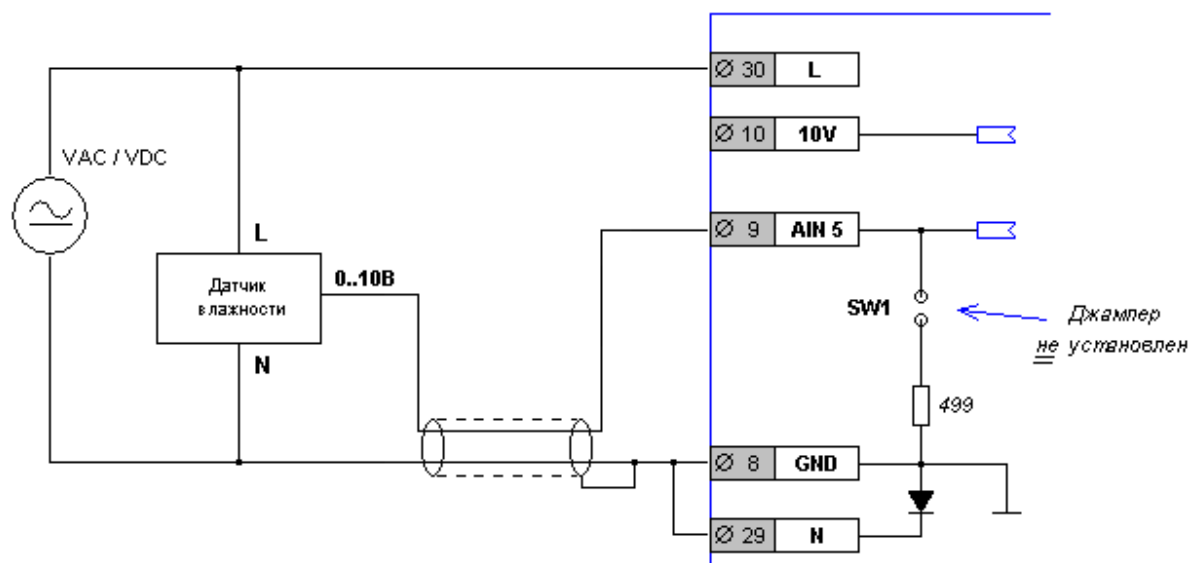 Ø 30 L
Ø 10 10V
VAC / VDC
Ø 9 AIN 5
L
0..10В
Датчик
влажности
SW1
Джампер
не установлен
N
499
Ø 8 GND
Ø 29 N